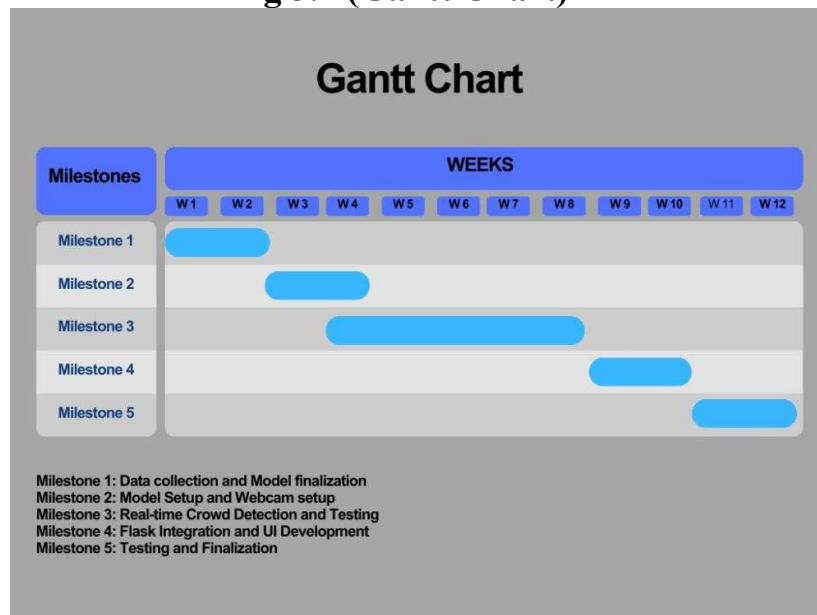 (Gantt Chart)
Gantt Chart
Milestones
WEEKS
W 1 W 2 W 3 W 4 W 5 W 6 W 7 W 8 W 9 W 10 W 11 W 12
Milestone 1
Milestone 2
Milestone 3
Milestone 4
Milestone 5
Milestone 1: Data collection and Model finalization
Milestone 2: Model Setup and Webcam setup
Milestone 3: Real-time Crowd Detection and Testing
Milestone 4: Flask Integration and UI Development
Milestone 5: Testing and Finalization